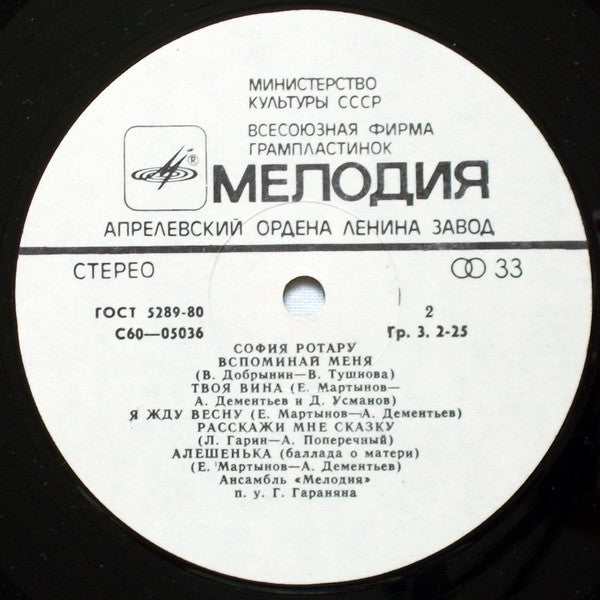 МИНИСТЕРСТВО
КУЛЬТУРЫ СССР
ВСЕСОЮЗНАЯ ФИРМА
ГРАМПЛАСТИНОК
® МЕЛОДИЯ
АПРЕЛЕВСКИЙ ОРДЕНА ЛЕНИНА ЗАВОД
СТЕРЕО 33
ГОСТ 5289-80 2
С60—05036 Гр. 3. 2-25
СОФИЯ РОТАРУ
ВСПОМИНАЙ МЕНЯ
(В. Добрынин—В. Тушнова)
ТВОЯ ВИНА (Е. Мартынов—
А. Дементьев и Д. Усманов)
Я ЖДУ ВЕСНУ (Е. Мартынов—А. Дементьев)
РАССКАЖИ МНЕ СКАЗКУ
(Л. Гарин—А. Поперечный)
АЛЕШЕНЬКА (баллада о матери)
(Е. Мартынов—А. Дементьев)
Ансамбль «Мелодия»
п. у. Г. Гараняна